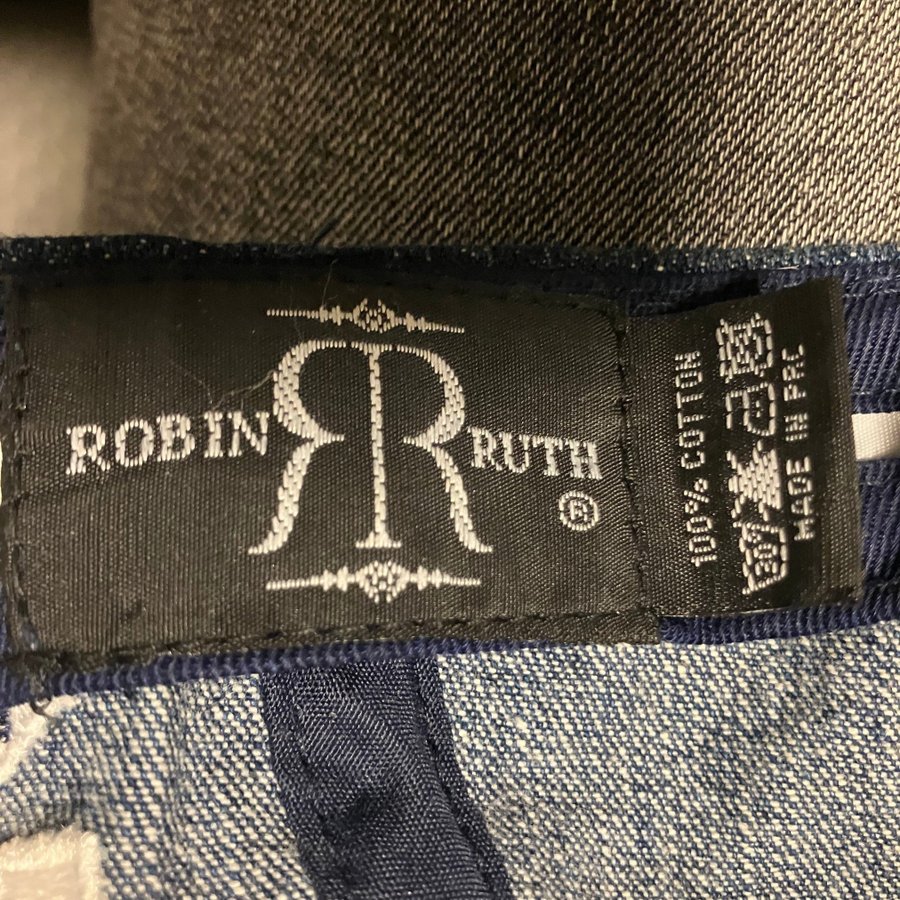 ROBIN RUTH
®
100% COTTON
MADE IN PRC